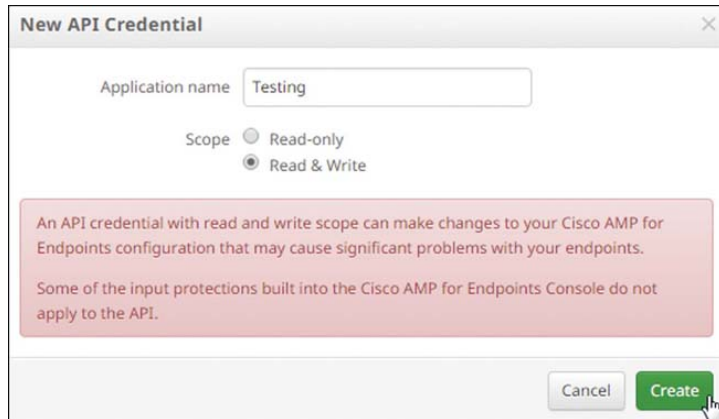 New API Credential
Application name Testing
Scope Read-only
Read & Write
An API credential with read and write scope can make changes to your Cisco AMP for
Endpoints configuration that may cause significant problems with your endpoints.
Some of the input protections built into the Cisco AMP for Endpoints Console do not
apply to the API.
Cancel Create